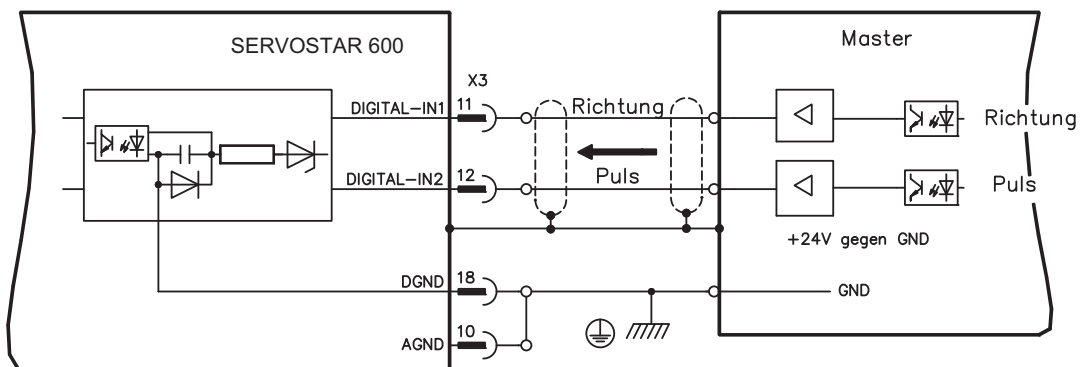 SERVOSTAR 600
Master
X3
DIGITAL-IN1
11
Richtung
Richtung
DIGITAL-IN2
12
Puls
Puls
+24V gegen GND
DGND
18
GND
AGND
10